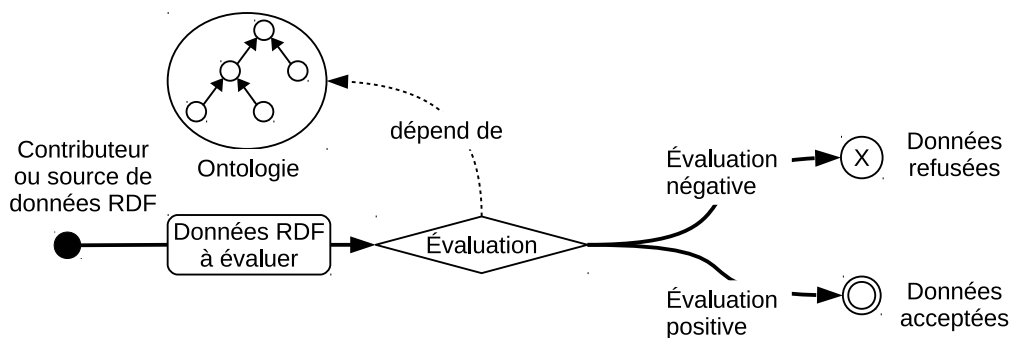 Ontologie
dépend de
Contributeur
ou source de
données RDF
Données RDF
à évaluer
Évaluation
Évaluation
négative
X
Données
refusées
Évaluation
positive
Données
acceptées